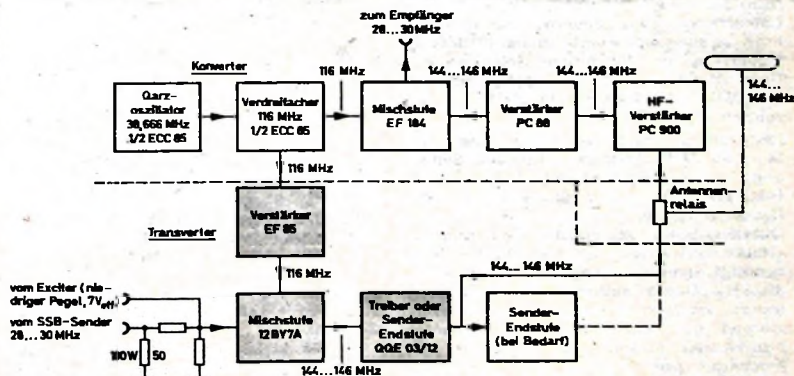 zum Empfänger
28...30 MHz
Konverter
116 MHz
144...146 MHz
144...146 MHz
144...
146 MHz
Qarz-
oszillator
38,666 MHz
1/2 ECC 85
Verdreifacher
116 MHz
1/2 ECC 85
Mischstufe
EF 184
Verstärker
PC 88
HF-
Verstärker
PC 900
116 MHz
Antennen-
relais
Verstärker
EF 85
Transverter
116 MHz
144...146 MHz
vom Exciter (nie-
driger Pegel, 7Veff)
vom SSB-Sender
28...30 MHz
100W
50
Mischstufe
12BY7A
Treiber oder
Sender-
Endstufe
QQE 03/12
Sender-
Endstufe
(bei Bedarf)
144...146 MHz